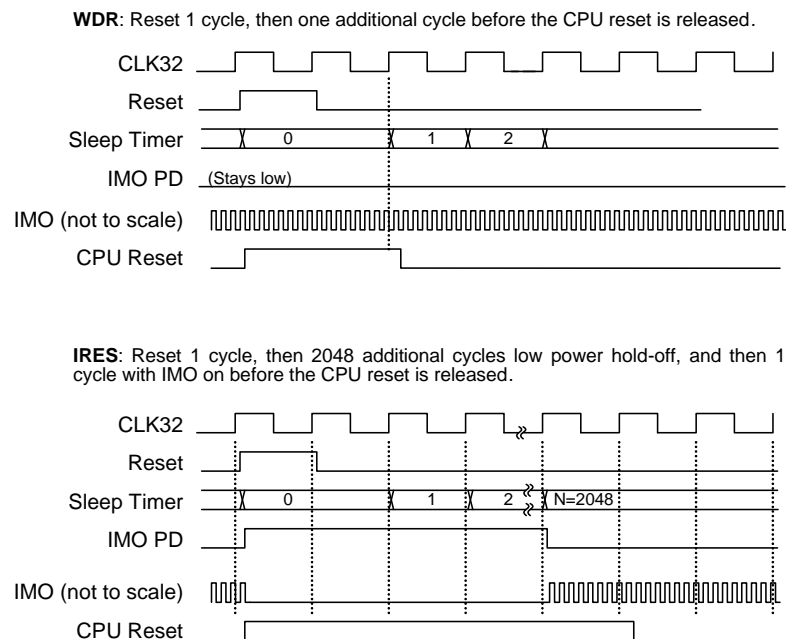 WDR: Reset 1 cycle, then one additional cycle before the CPU reset is released.
CLK32
Reset
Sleep Timer 0 1 2
IMO PD (Stays low)
IMO (not to scale)
CPU Reset
IRES: Reset 1 cycle, then 2048 additional cycles low power hold-off, and then 1
cycle with IMO on before the CPU reset is released.
CLK32
Reset
Sleep Timer 0 1 2 N=2048
IMO PD
IMO (not to scale)
CPU Reset